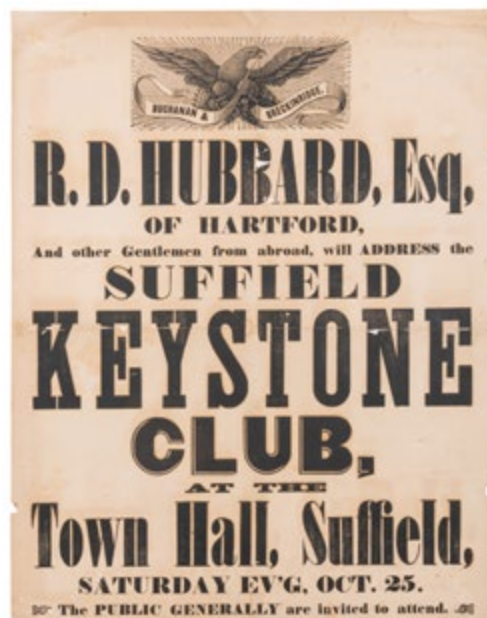 BUCHANAN & BRECKINRIDGE.
R. D. HUBBARD, Esq,
OF HARTFORD,
And other Gentlemen from abroad, will ADDRESS the
SUFFIELD
KEYSTONE
CLUB,
AT THE
Town Hall, Suffield,
SATURDAY EV'G, OCT. 25.
☞ The PUBLIC GENERALLY are invited to attend. ☜